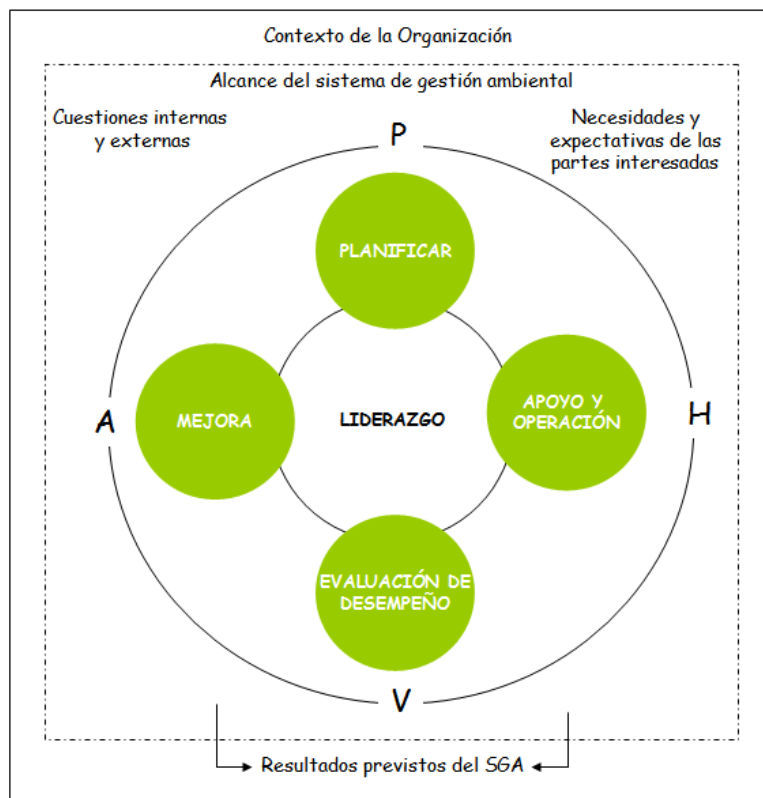 Contexto de la Organización
Alcance del sistema de gestión ambiental
Cuestiones internas
y externas
Necesidades y
expectativas de las
partes interesadas
P
PLANIFICAR
A
MEJORA
LIDERAZGO
APOYO Y
OPERACIÓN
H
EVALUACIÓN DE
DESEMPEÑO
V
Resultados previstos del SGA